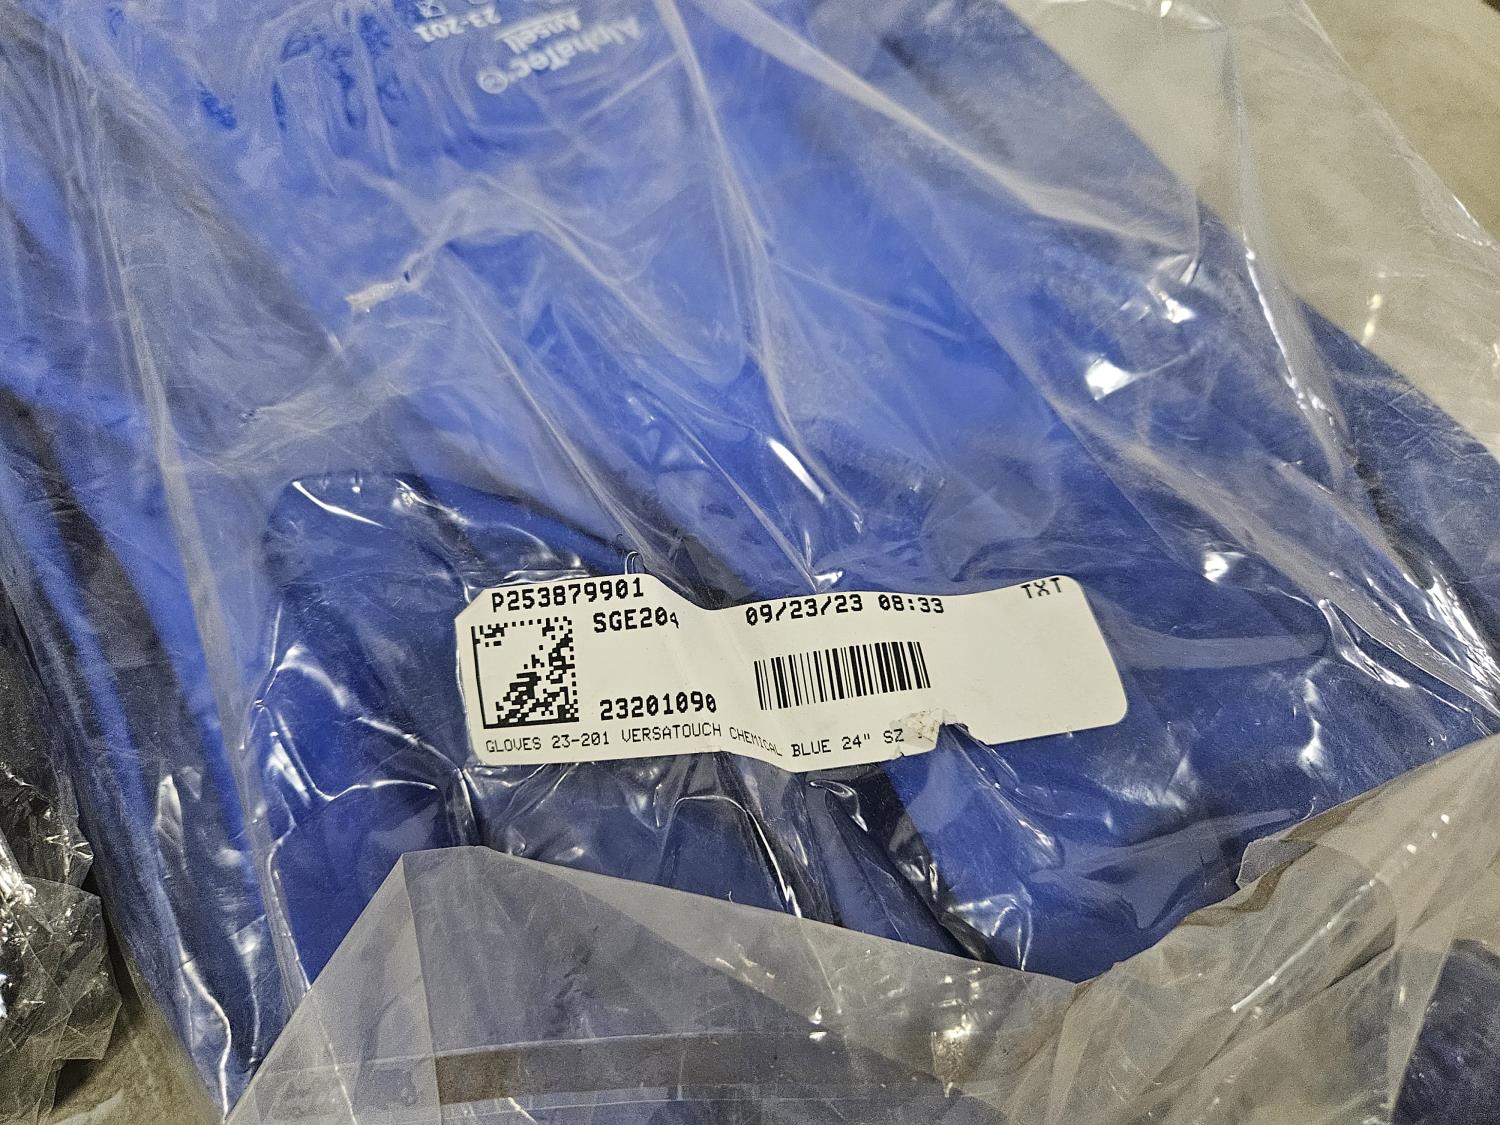 AlphaTec®
Ansell
23-201
P253879901
SGE204
09/23/23 08:33
TXT
23201090
GLOVES 23-201 VERSATOUCH CHEMICAL BLUE 24" SZ